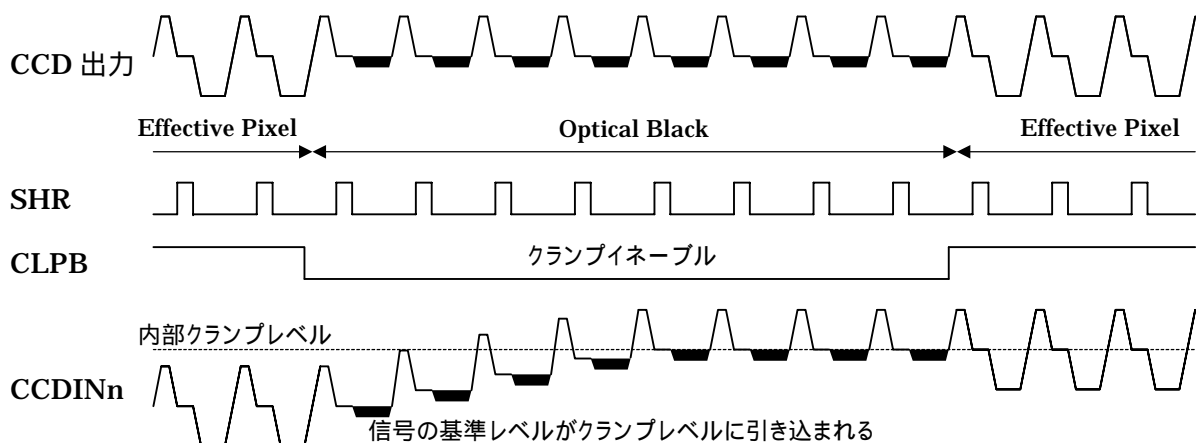 CCD 出力
Effective Pixel
Optical Black
Effective Pixel
SHR
CLPB
クランプイネーブル
内部クランプレベル
CCDINn
信号の基準レベルがクランプレベルに引き込まれる